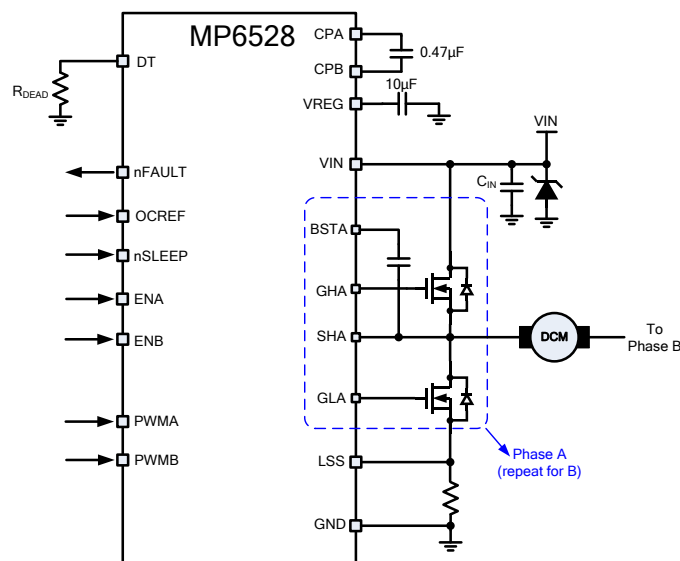 MP6528
CPA
0.47µF
CPB
DT
RDEAD
10µF
VREG
VIN
VIN
CIN
nFAULT
OCREF
BSTA
nSLEEP
GHA
ENA
SHA
DCM
To
Phase B
ENB
GLA
PWMA
Phase A
(repeat for B)
LSS
PWMB
GND